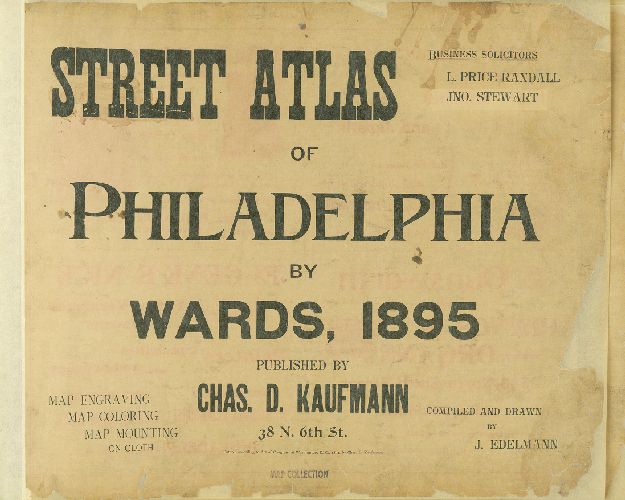 STREET ATLAS
BUSINESS SOLICITORS
L. PRICE RANDALL
JNO. STEWART
OF
PHILADELPHIA
BY
WARDS, 1895
PUBLISHED BY
CHAS. D. KAUFMANN
38 N. 6th St.
MAP ENGRAVING
MAP COLORING
MAP MOUNTING
ON CLOTH
COMPILED AND DRAWN
BY
J. EDELMANN
MAP COLLECTION